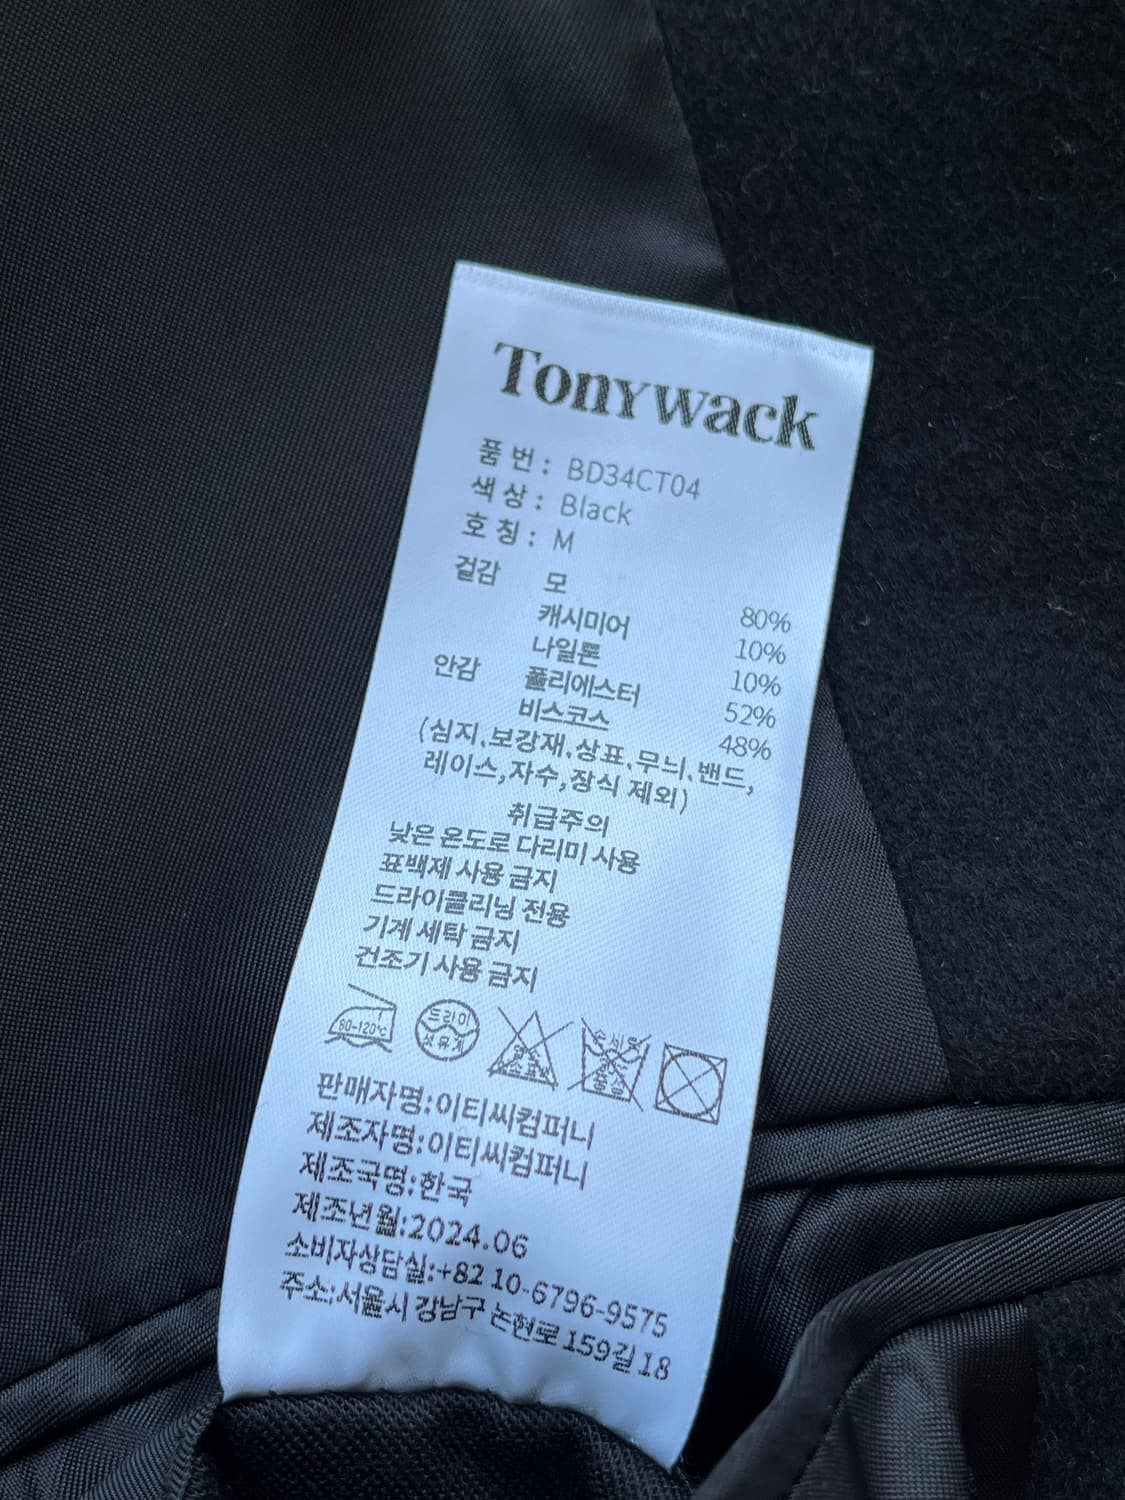 Tonywack
품 번 : BD34CT04
색 상 : Black
호 칭 : M
겉감 모 80%
캐시미어 10%
나일론 10%
안감 폴리에스터 52%
비스코스 48%
(심지,보강재,상표,무늬,밴드,
레이스,자수,장식 제외)
취급주의
낮은 온도로 다리미 사용
표백제 사용 금지
드라이클리닝 전용
기계 세탁 금지
건조기 사용 금지
80-120℃
드라이
석유계
염소표백
손세탁
판매자명:이티씨컴퍼니
제조자명:이티씨컴퍼니
제조국명:한국
제조년월:2024.06
소비자상담실:+82 10-6796-9575
주소:서울시 강남구 논현로159길 18